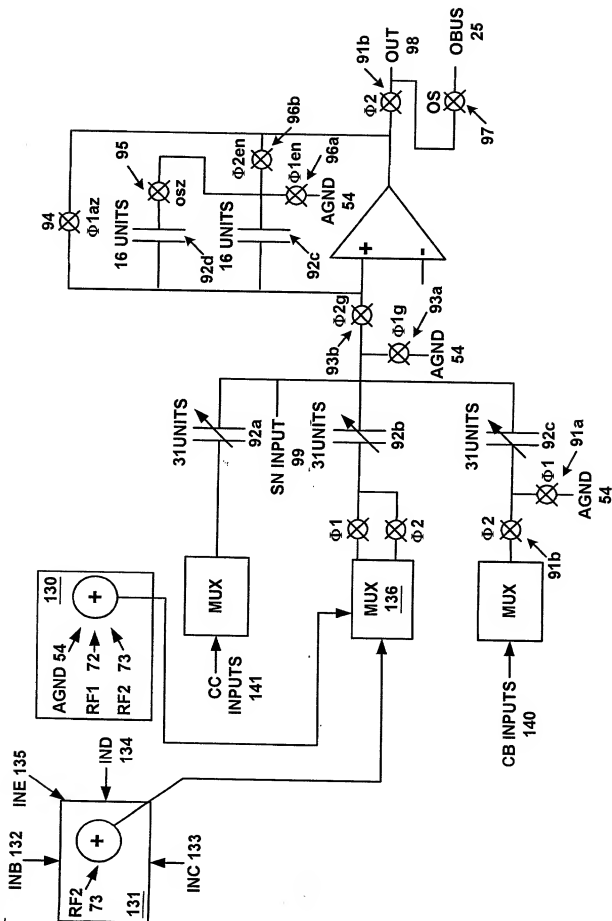 INB 132
INE 135
IND
134
RF2
73
131
INC 133
130
AGND 54
RF1
72
RF2
73
CC
INPUTS
141
MUX
MUX
136
CB INPUTS 140
MUX
31UNITS
92a
SN INPUT
99
31UNITS
92b
31UNITS
92c
Φ1
Φ2
Φ2
91b
Φ1
91a
AGND
54
93b
Φ2g
Φ1g
93a
AGND
54
94
Φ1az
16 UNITS
92d
95
osz
16 UNITS
92c
Φ2en
96b
Φ1en
96a
AGND
54
+
-
+
+
Φ2
91b
OUT
98
OS
97
OBUS
25